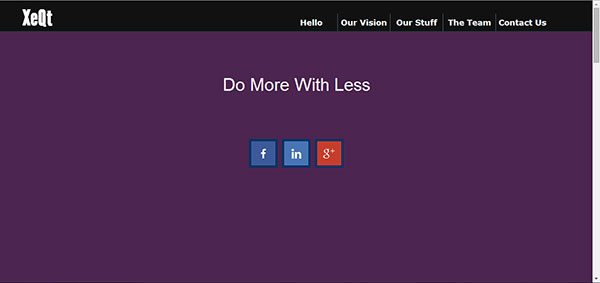 XeQt
Hello Our Vision Our Stuff The Team Contact Us
Do More With Less
f in g+